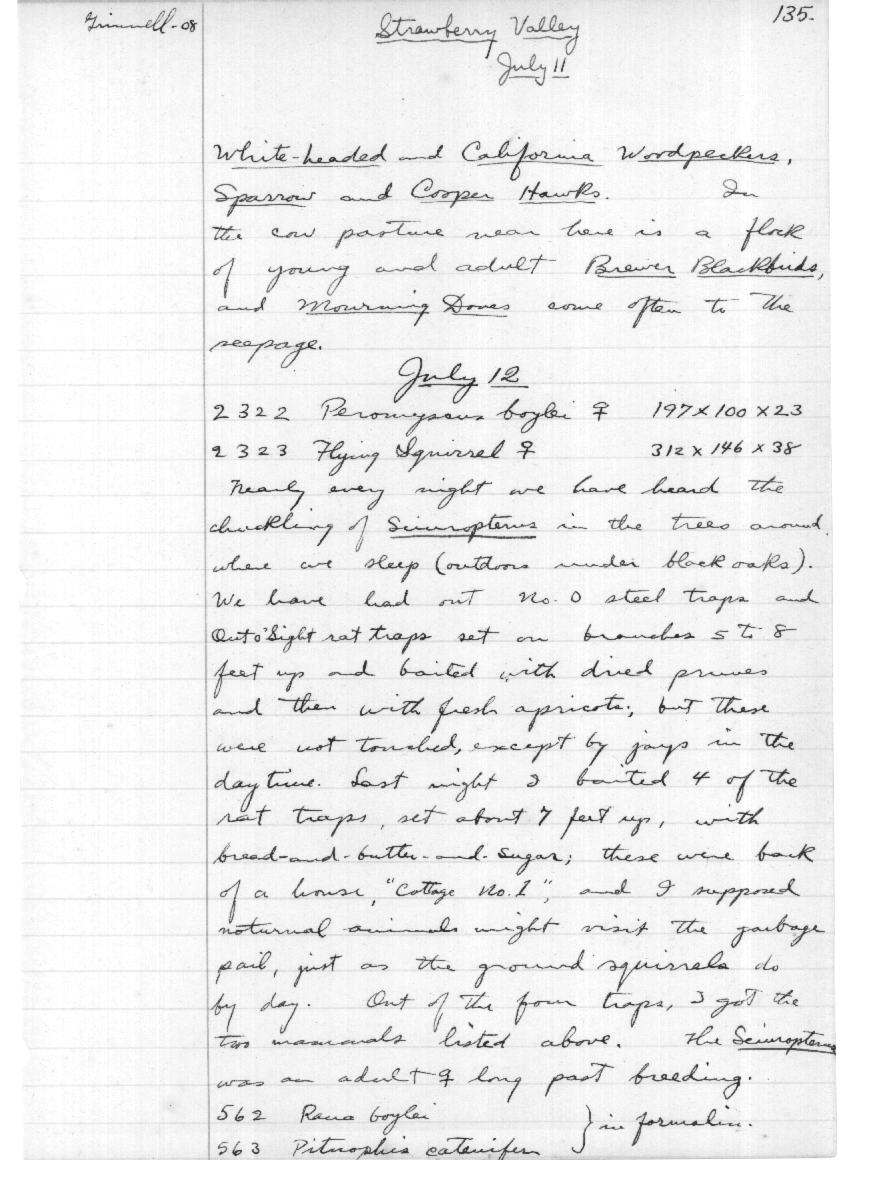 Grinnell-08
Strawberry Valley
135.
July 11
White-headed and California Woodpeckers,
Sparrow and Cooper Hawks. In
the cow pasture near here is a flock
of young and adult Brewer Blackbirds,
and Mourning Doves come often to the
seepage.
July 12
2322 Peromyscus boylei ♀ 197 x 100 x 23
2323 Flying Squirrel ♀ 312 x 146 x 38
Nearly every night we have heard the
chuckling of Sciuropterus in the trees around
where we sleep (outdoors under black oaks).
We have had out No. 0 steel traps and
Out o' Sight rat traps set on branches 5 to 8
feet up and baited with dried prunes
and then with fresh apricots; but these
were not touched, except by jays in the
day time. Last night I baited 4 of the
rat traps, set about 7 feet up, with
bread-and-butter-and-sugar; these were back
of a house, "Cottage No. 1", and I supposed
noturnal animals might visit the garbage
pail, just as the ground squirrels do
by day. Out of the four traps, I got the
two mammals listed above. The Sciuropterus
was an adult ♀ long past breeding.
562 Rana boylei
563 Pituophis catenifer } in formalin.